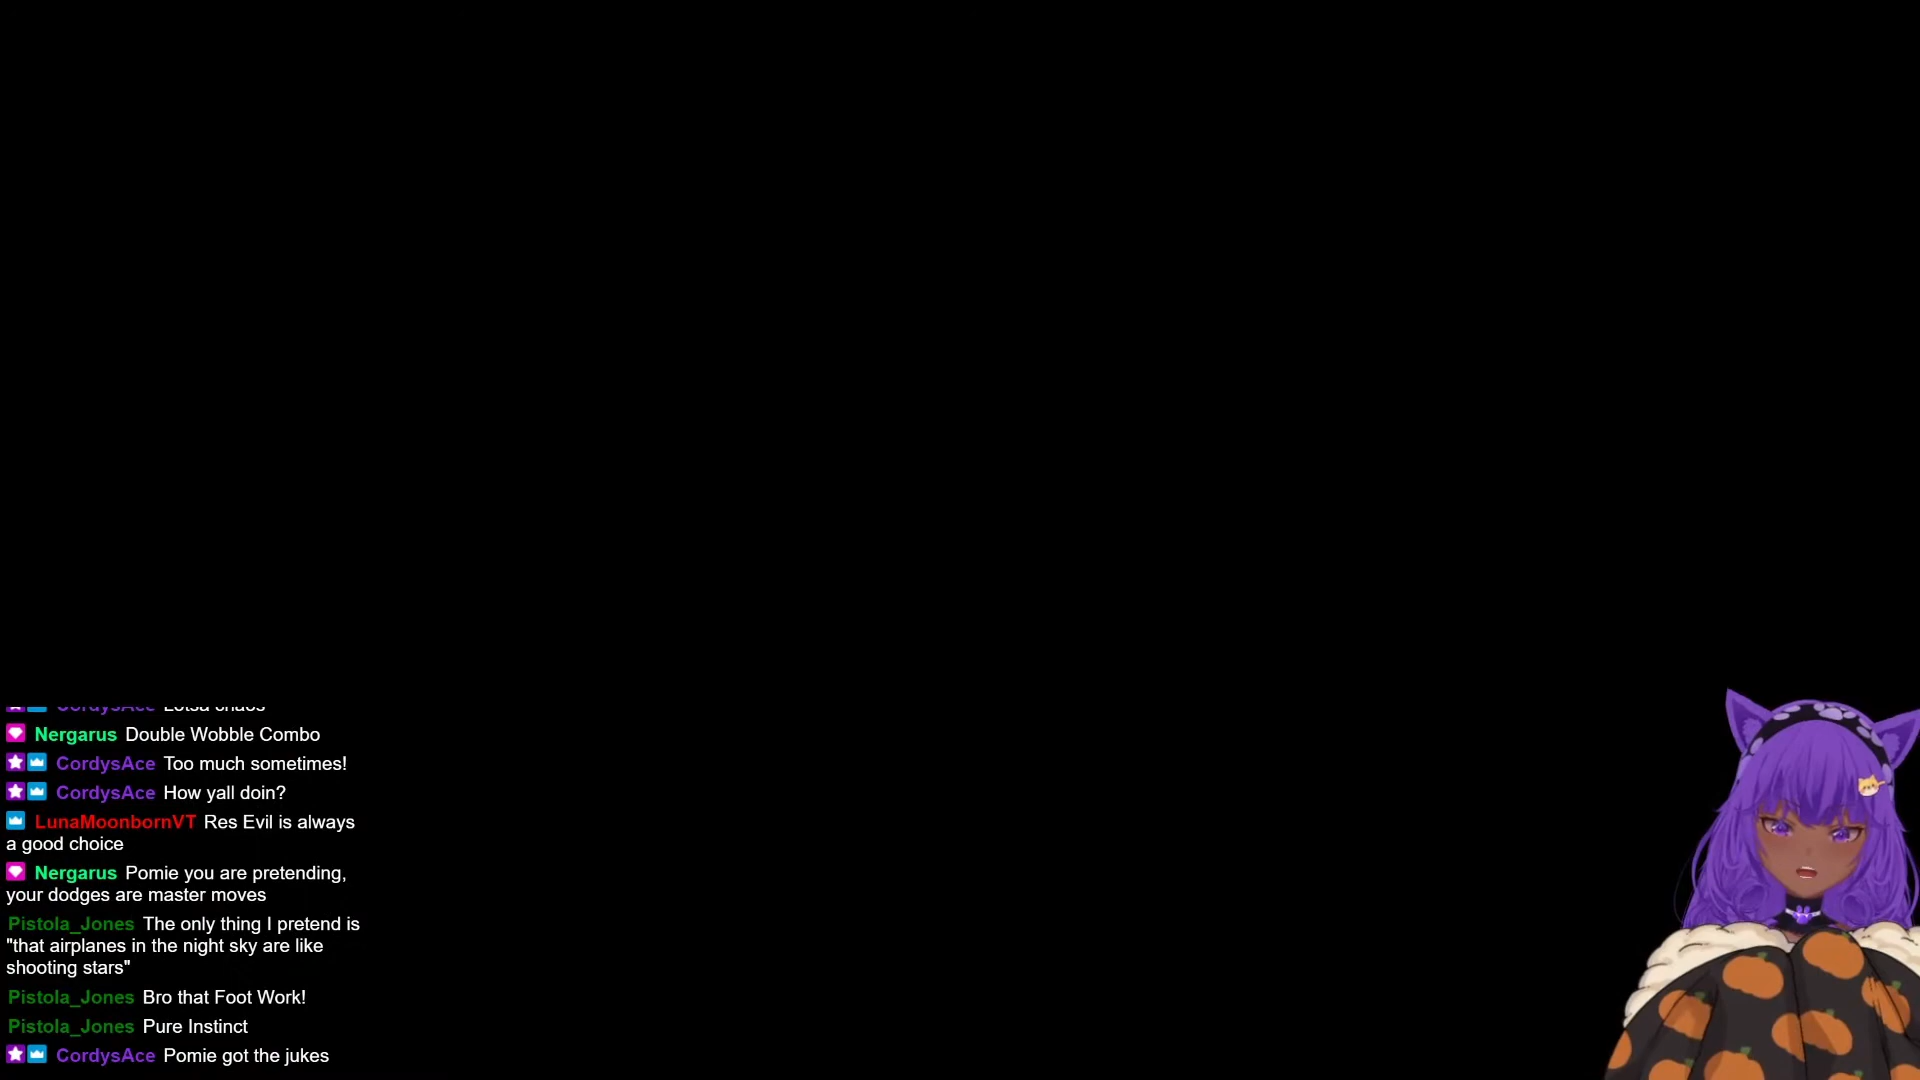 CordysAce Lotsa chaos
Nergarus Double Wobble Combo
CordysAce Too much sometimes!
CordysAce How yall doin?
LunaMoonbornVT Res Evil is always
a good choice
Nergarus Pomie you are pretending,
your dodges are master moves
Pistola_Jones The only thing I pretend is
"that airplanes in the night sky are like
shooting stars"
Pistola_Jones Bro that Foot Work!
Pistola_Jones Pure Instinct
CordysAce Pomie got the jukes